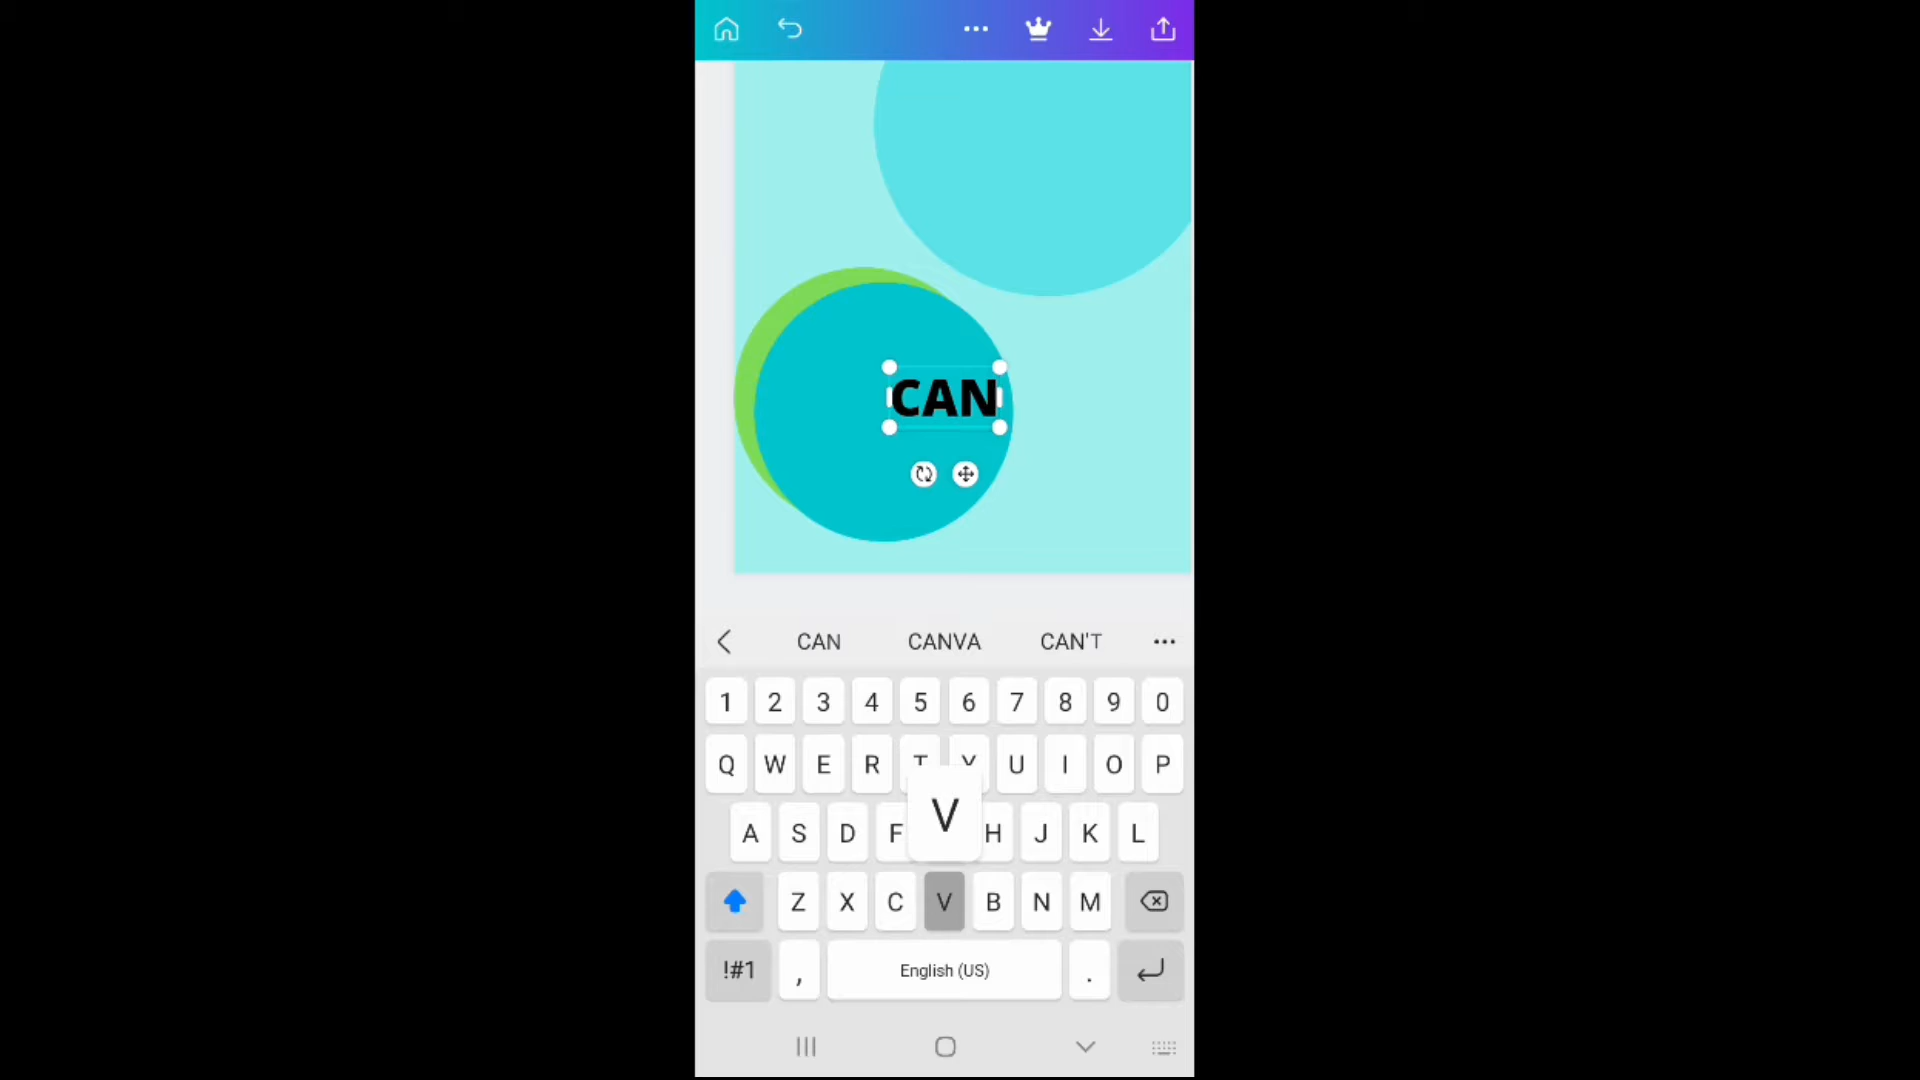 CAN
CAN CANVA CAN'T
1 2 3 4 5 6 7 8 9 0
Q W E R T Y U I O P
V
A S D F H J K L
Z X C V B N M
!#1 , English (US) .